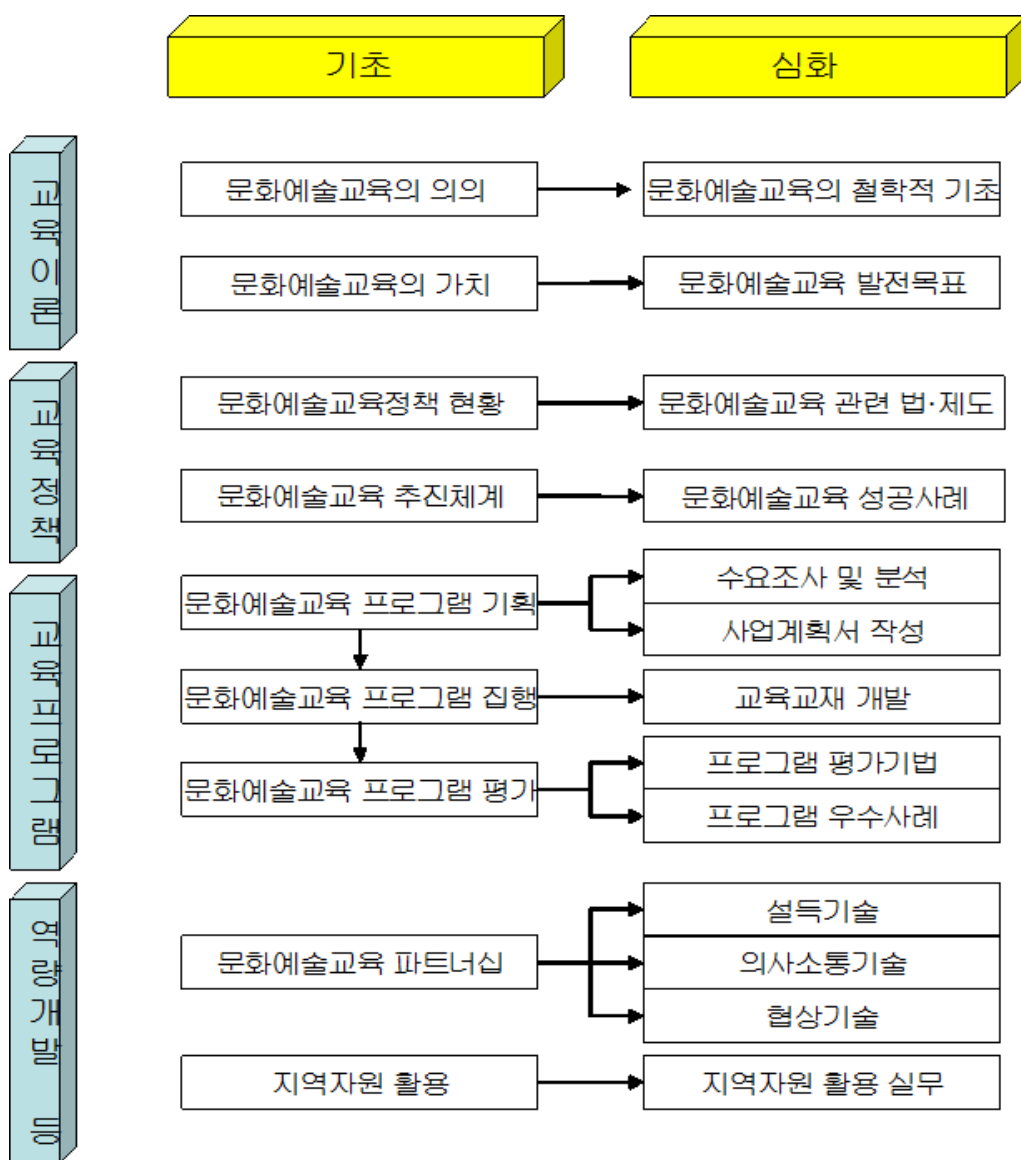 기초
심화
교육이론
문화예술교육의 의의
문화예술교육의 철학적 기초
문화예술교육의 가치
문화예술교육 발전목표
교육정책
문화예술교육정책 현황
문화예술교육 관련 법·제도
문화예술교육 추진체계
문화예술교육 성공사례
교육프로그램
문화예술교육 프로그램 기획
수요조사 및 분석
사업계획서 작성
문화예술교육 프로그램 집행
교육교재 개발
문화예술교육 프로그램 평가
프로그램 평가기법
프로그램 우수사례
역량개발 등
문화예술교육 파트너십
설득기술
의사소통기술
협상기술
지역자원 활용
지역자원 활용 실무